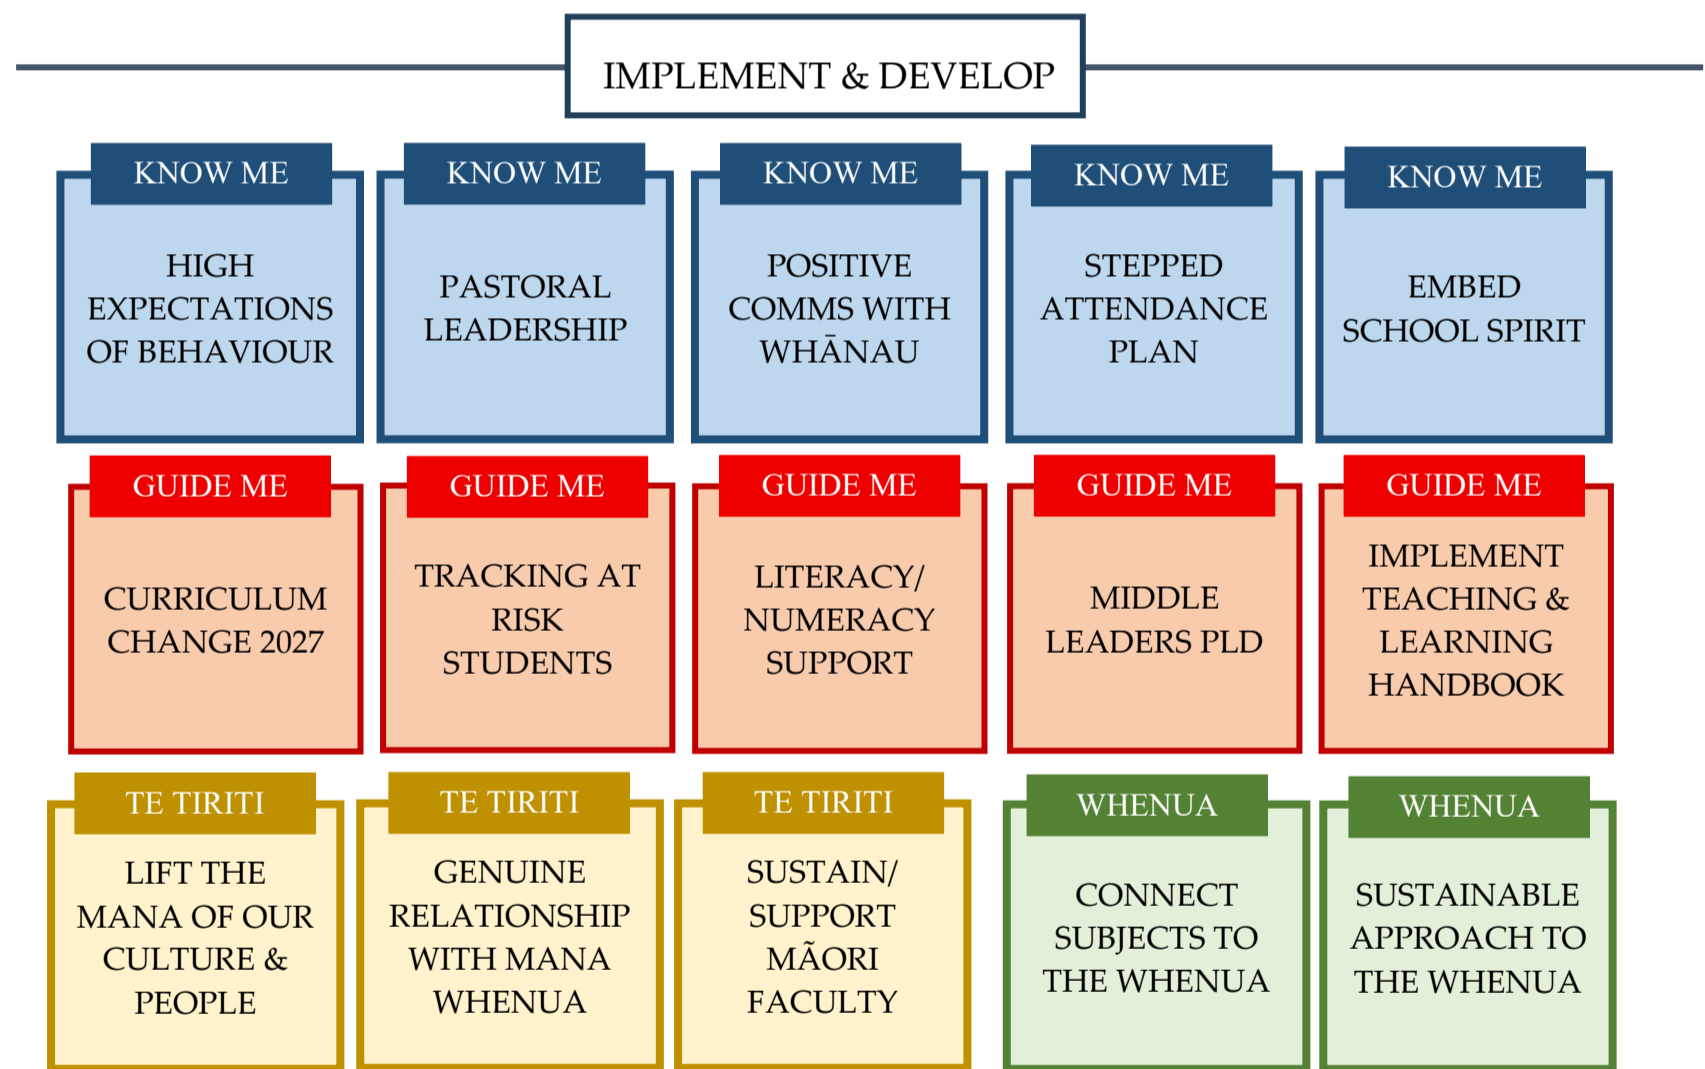 IMPLEMENT & DEVELOP
KNOW ME
HIGH
EXPECTATIONS
OF BEHAVIOUR
KNOW ME
PASTORAL
LEADERSHIP
KNOW ME
POSITIVE
COMMS WITH
WHĀNAU
KNOW ME
STEPPED
ATTENDANCE
PLAN
KNOW ME
EMBED
SCHOOL SPIRIT
GUIDE ME
CURRICULUM
CHANGE 2027
GUIDE ME
TRACKING AT
RISK
STUDENTS
GUIDE ME
LITERACY/
NUMERACY
SUPPORT
GUIDE ME
MIDDLE
LEADERS PLD
GUIDE ME
IMPLEMENT
TEACHING &
LEARNING
HANDBOOK
TE TIRITI
LIFT THE
MANA OF OUR
CULTURE &
PEOPLE
TE TIRITI
GENUINE
RELATIONSHIP
WITH MANA
WHENUA
TE TIRITI
SUSTAIN/
SUPPORT
MÃORI
FACULTY
WHENUA
CONNECT
SUBJECTS TO
THE WHENUA
WHENUA
SUSTAINABLE
APPROACH TO
THE WHENUA